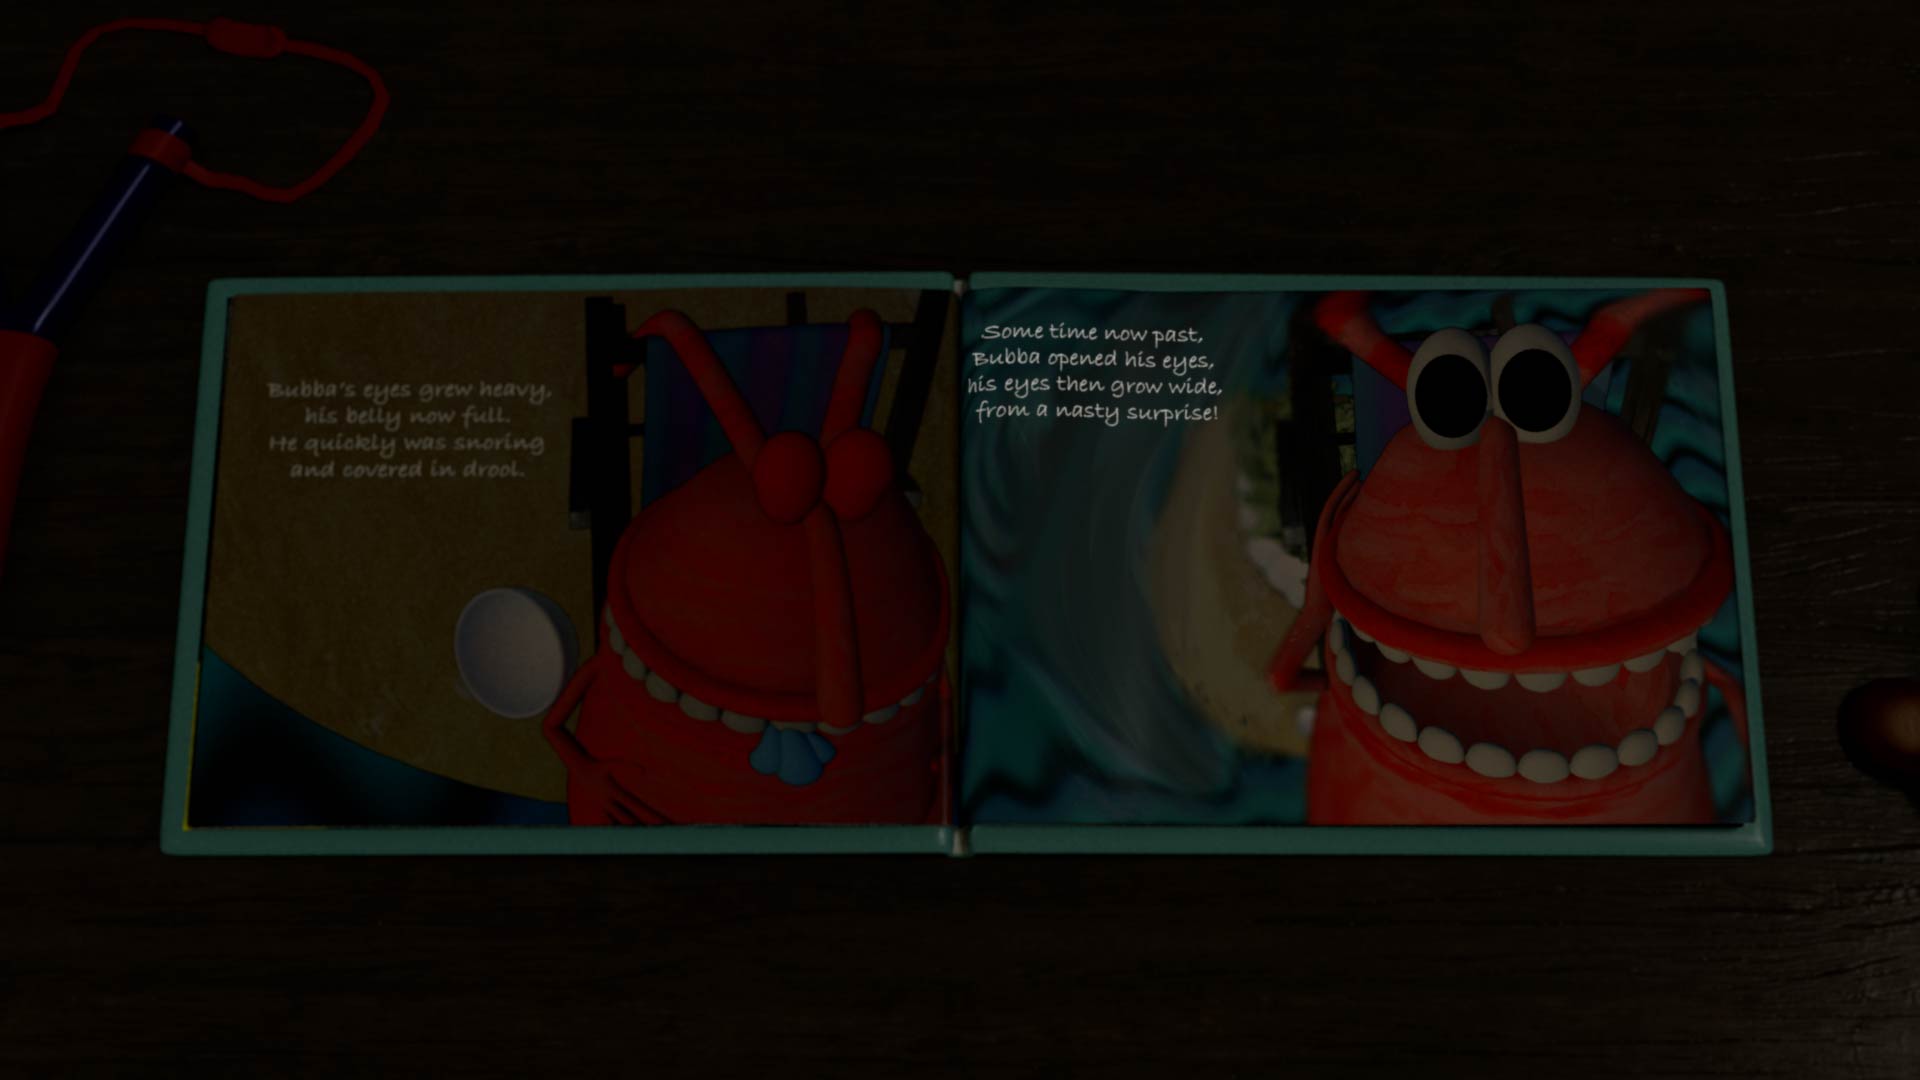 Bubba's eyes grew heavy,
his belly now full.
He quickly was snoring
and covered in drool.
Some time now past,
Bubba opened his eyes,
his eyes then grow wide,
from a nasty surprise!